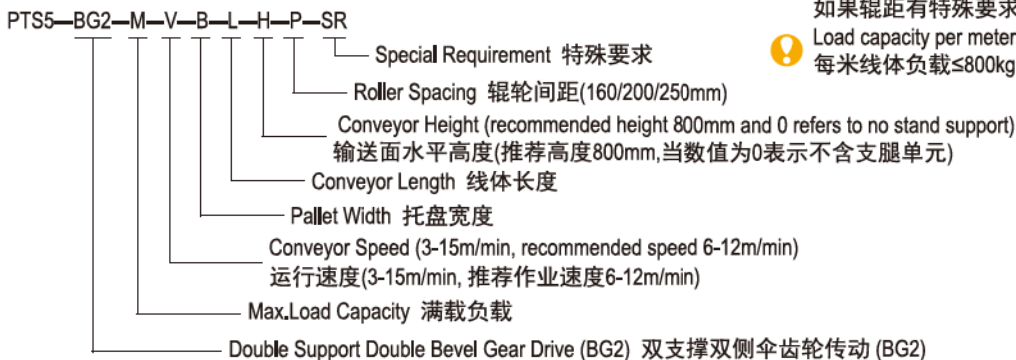 PTS5—BG2—M—V—B—L—H—P—SR
如果辊距有特殊要求
Load capacity per meter
每米线体负载≤800kg
Special Requirement 特殊要求
Roller Spacing 辊轮间距(160/200/250mm)
Conveyor Height (recommended height 800mm and 0 refers to no stand support)
输送面水平高度(推荐高度800mm,当数值为0表示不含支腿单元)
Conveyor Length 线体长度
Pallet Width 托盘宽度
Conveyor Speed (3-15m/min, recommended speed 6-12m/min)
运行速度(3-15m/min, 推荐作业速度6-12m/min)
Max.Load Capacity 满载负载
Double Support Double Bevel Gear Drive (BG2) 双支撑双侧伞齿轮传动 (BG2)